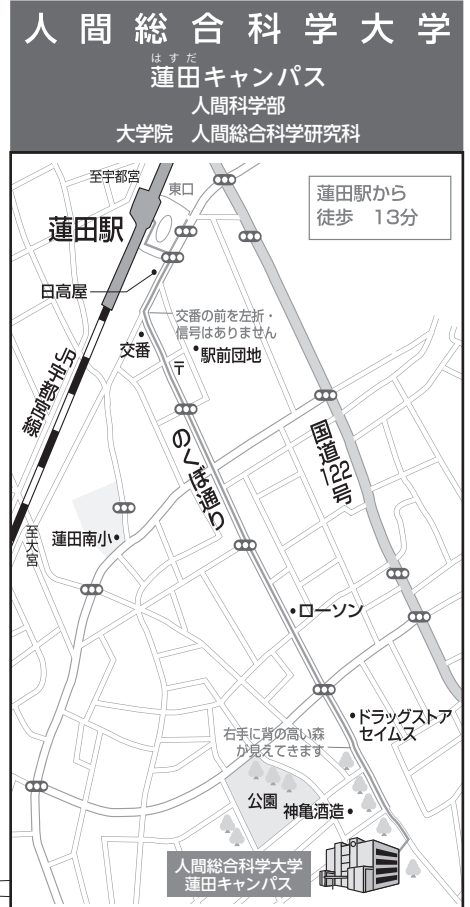 人間総合科学大学
はすだ
蓮田キャンパス
人間科学部
大学院 人間総合科学研究科
至宇都宮
東口
蓮田駅から
徒歩 13分
蓮田駅
日高屋
交番の前を左折・
信号はありません
交番
駅前団地
〒
JR宇都宮線
のくぼ通り
国道122号
至大宮
蓮田南小
ローソン
ドラッグストア
セイムス
右手に背の高い森
が見えてきます
公園
神亀酒造
人間総合科学大学
蓮田キャンパス